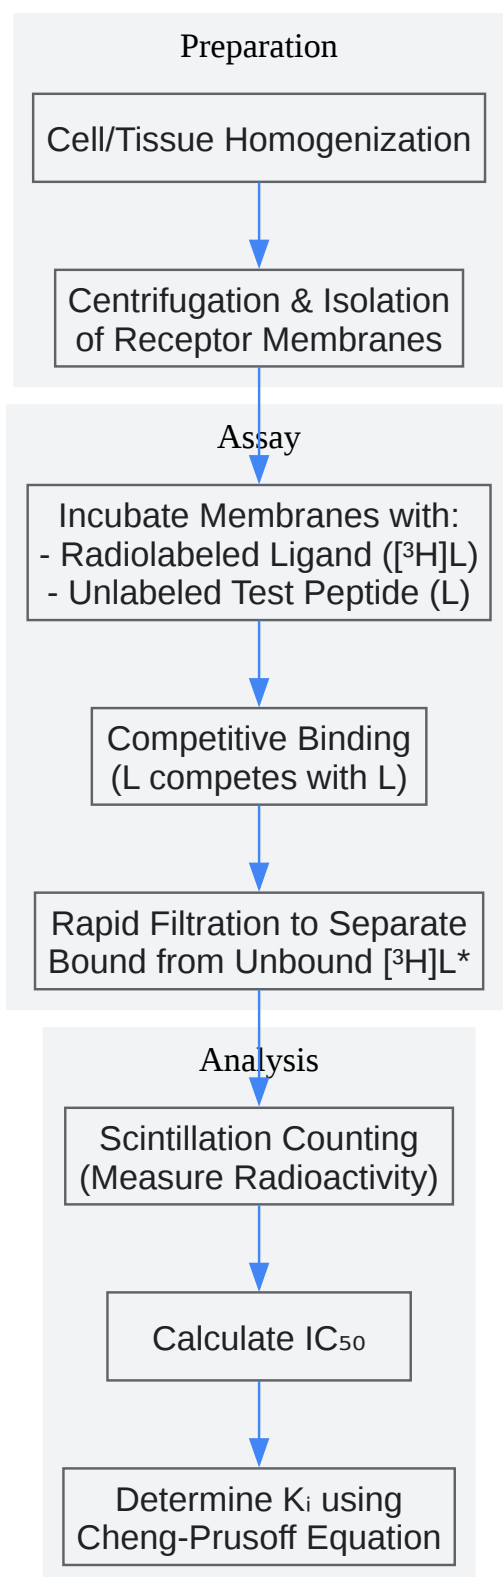 Preparation
Cell/Tissue Homogenization
Centrifugation & Isolation
of Receptor Membranes
Assay
Incubate Membranes with:
- Radiolabeled Ligand ([³H]L)
- Unlabeled Test Peptide (L)
Competitive Binding
(L competes with L)
Rapid Filtration to Separate
Bound from Unbound [³H]L*
Analysis
Scintillation Counting
(Measure Radioactivity)
Calculate IC₅₀
Determine Kᵢ using
Cheng-Prusoff Equation